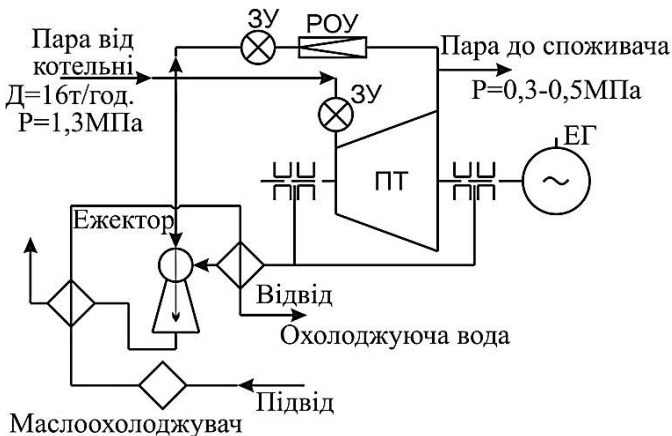 ЗУ
РОУ
Пара від
котельні
Д=16т/год.
Р=1,3МПа
ЗУ
Пара до споживача
Р=0,3-0,5МПа
ПТ
ЕГ
~
Ежектор
Відвід
Охолоджуюча вода
Підвід
Маслоохолоджувач